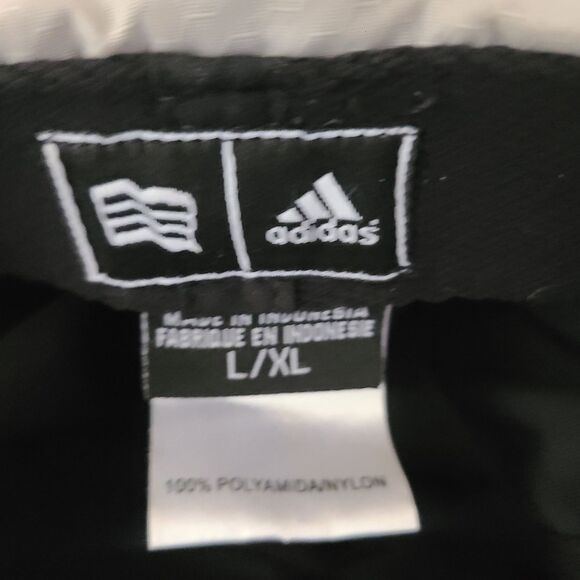 adidas
MADE IN INDONESIA
FABRIQUE EN INDONESIE
L/XL
100% POLYAMIDA/NYLON